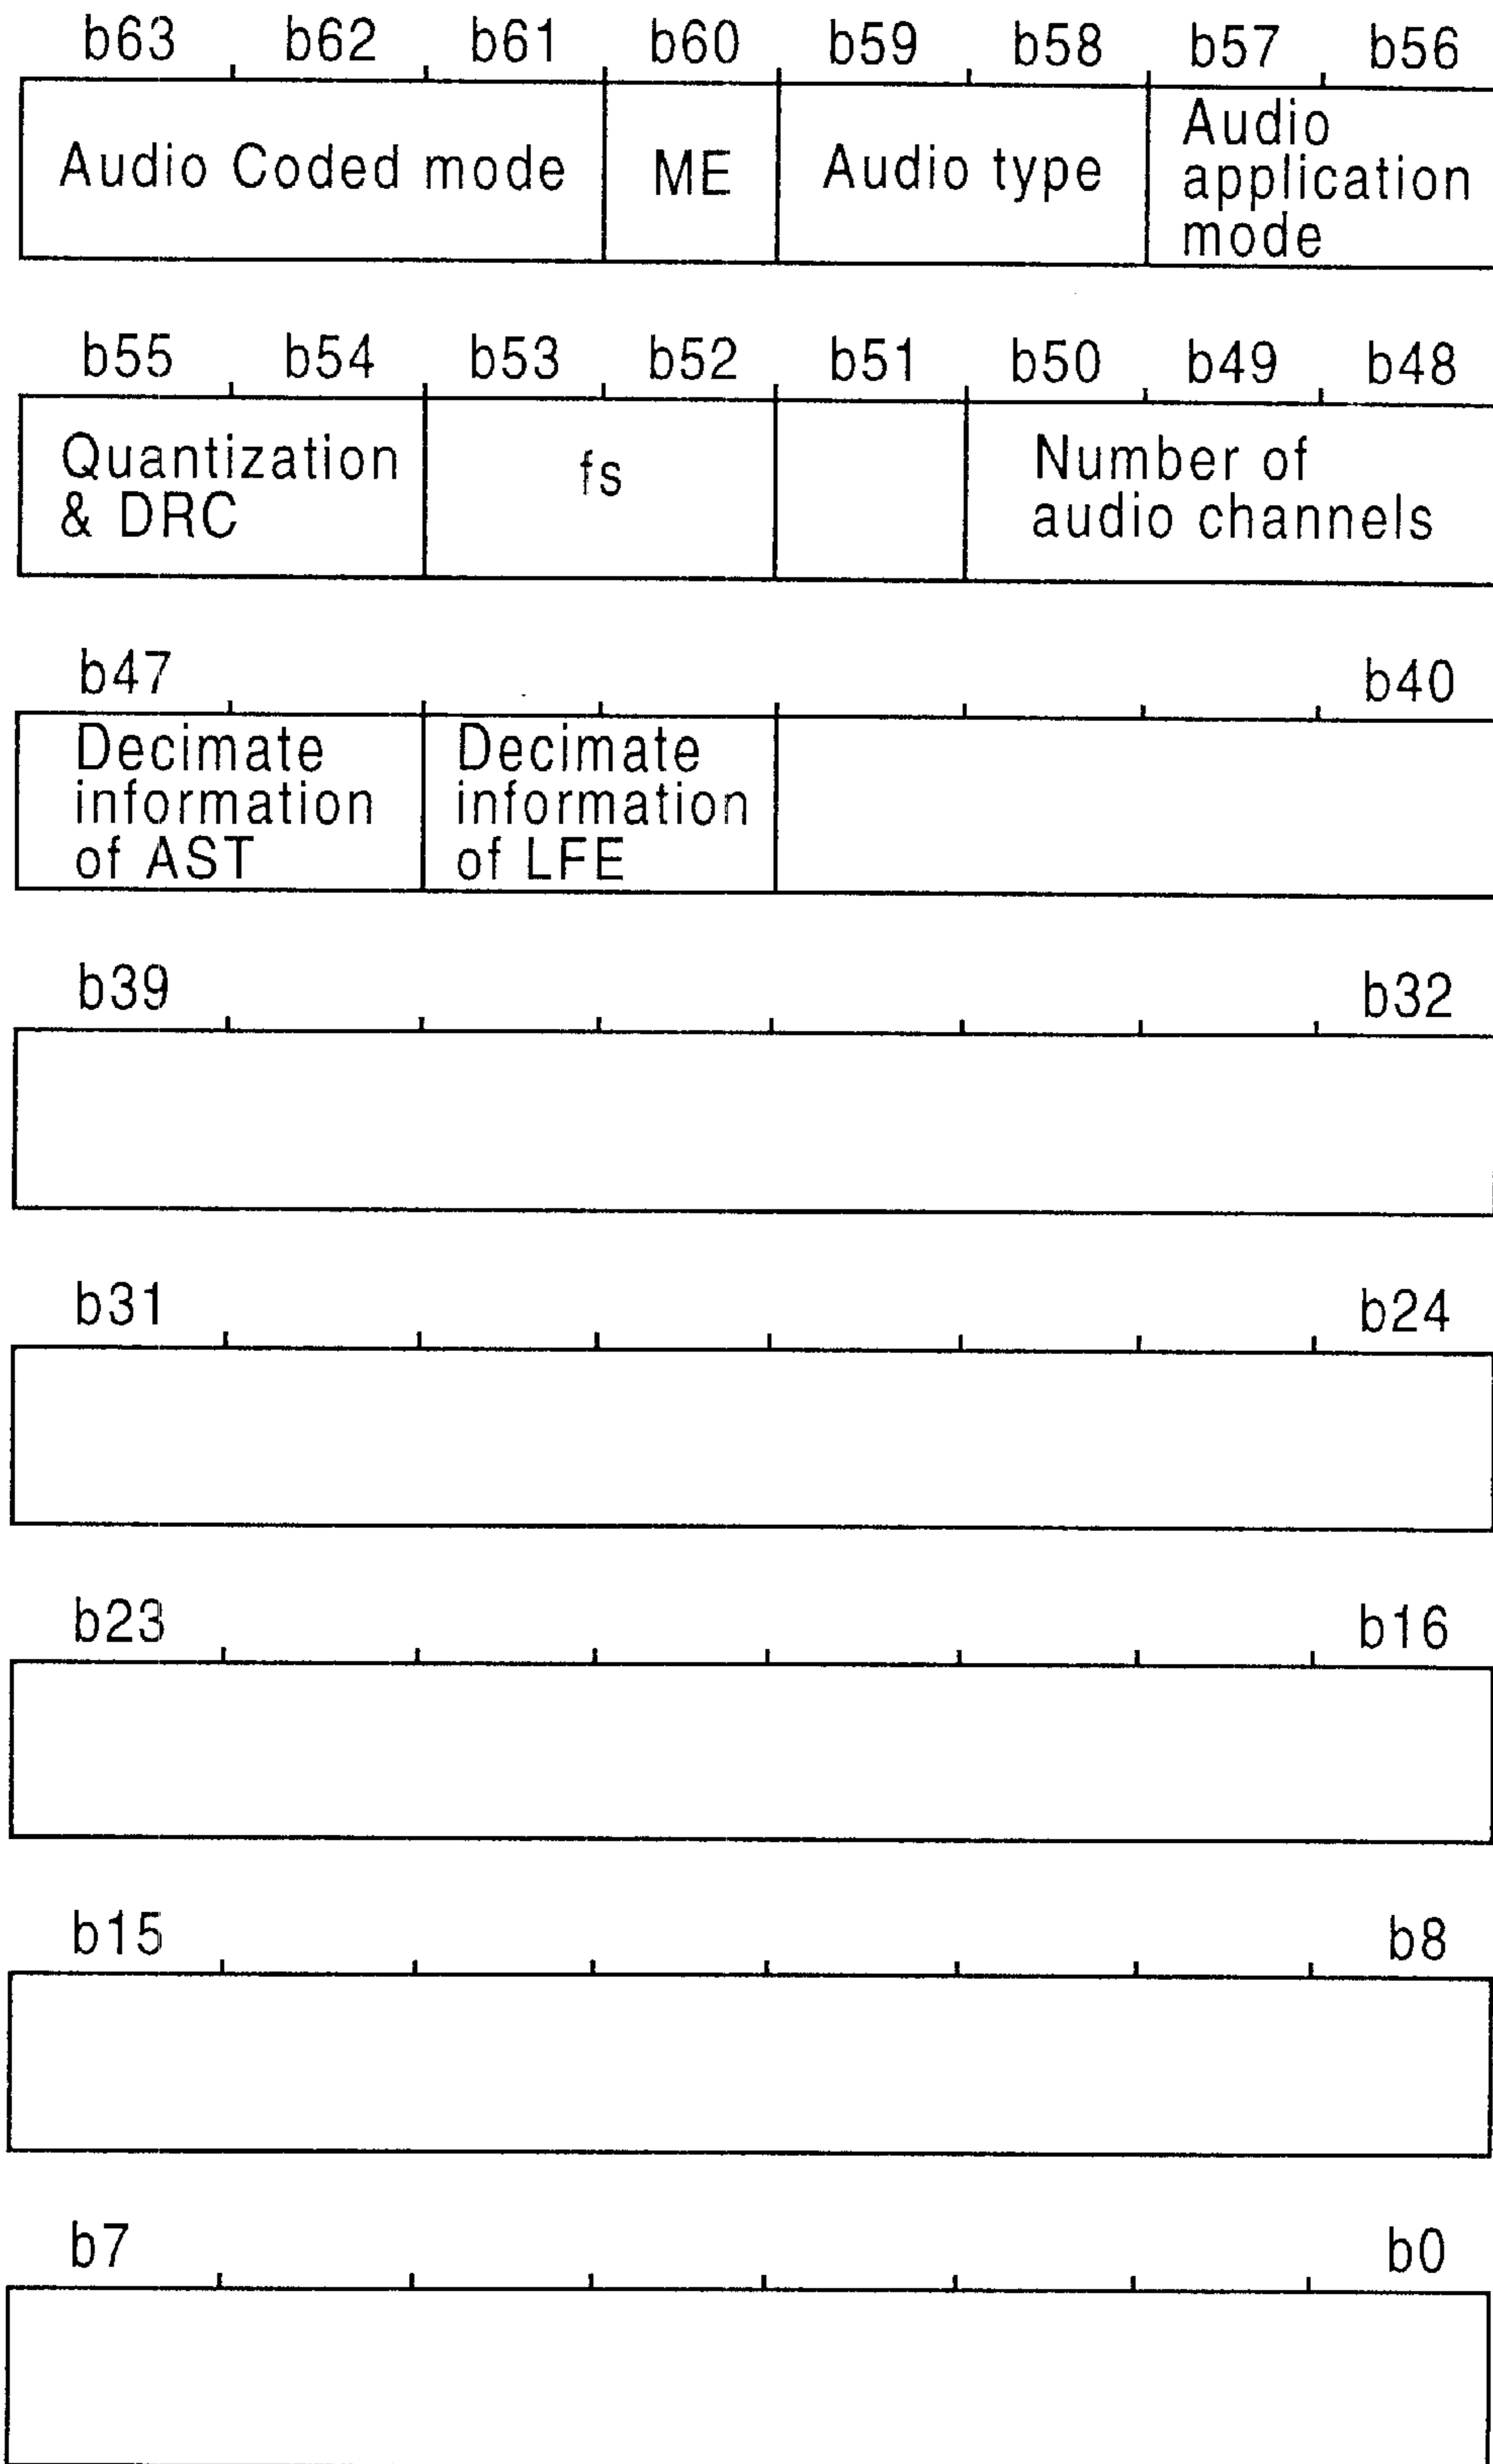 b63 b62 b61 b60 b59 b58 b57 b56
Audio Coded mode ME Audio type Audio
application
mode
b55 b54 b53 b52 b51 b50 b49 b48
Quantization fs Number of
& DRC audio channels
b47 b40
Decimate Decimate
information information
of AST of LFE
b39 b32
b31 b24
b23 b16
b15 b8
b7 b0